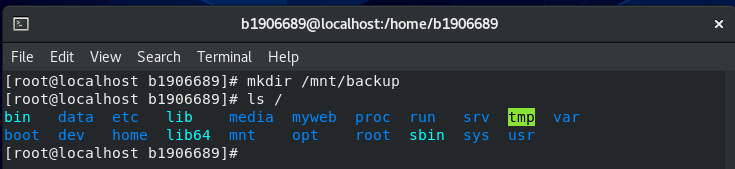 b1906689@localhost:/home/b1906689
File Edit View Search Terminal Help
[root@localhost b1906689]# mkdir /mnt/backup
[root@localhost b1906689]# ls /
bin data etc lib media myweb proc run srv tmp var
boot dev home lib64 mnt opt root sbin sys usr
[root@localhost b1906689]#